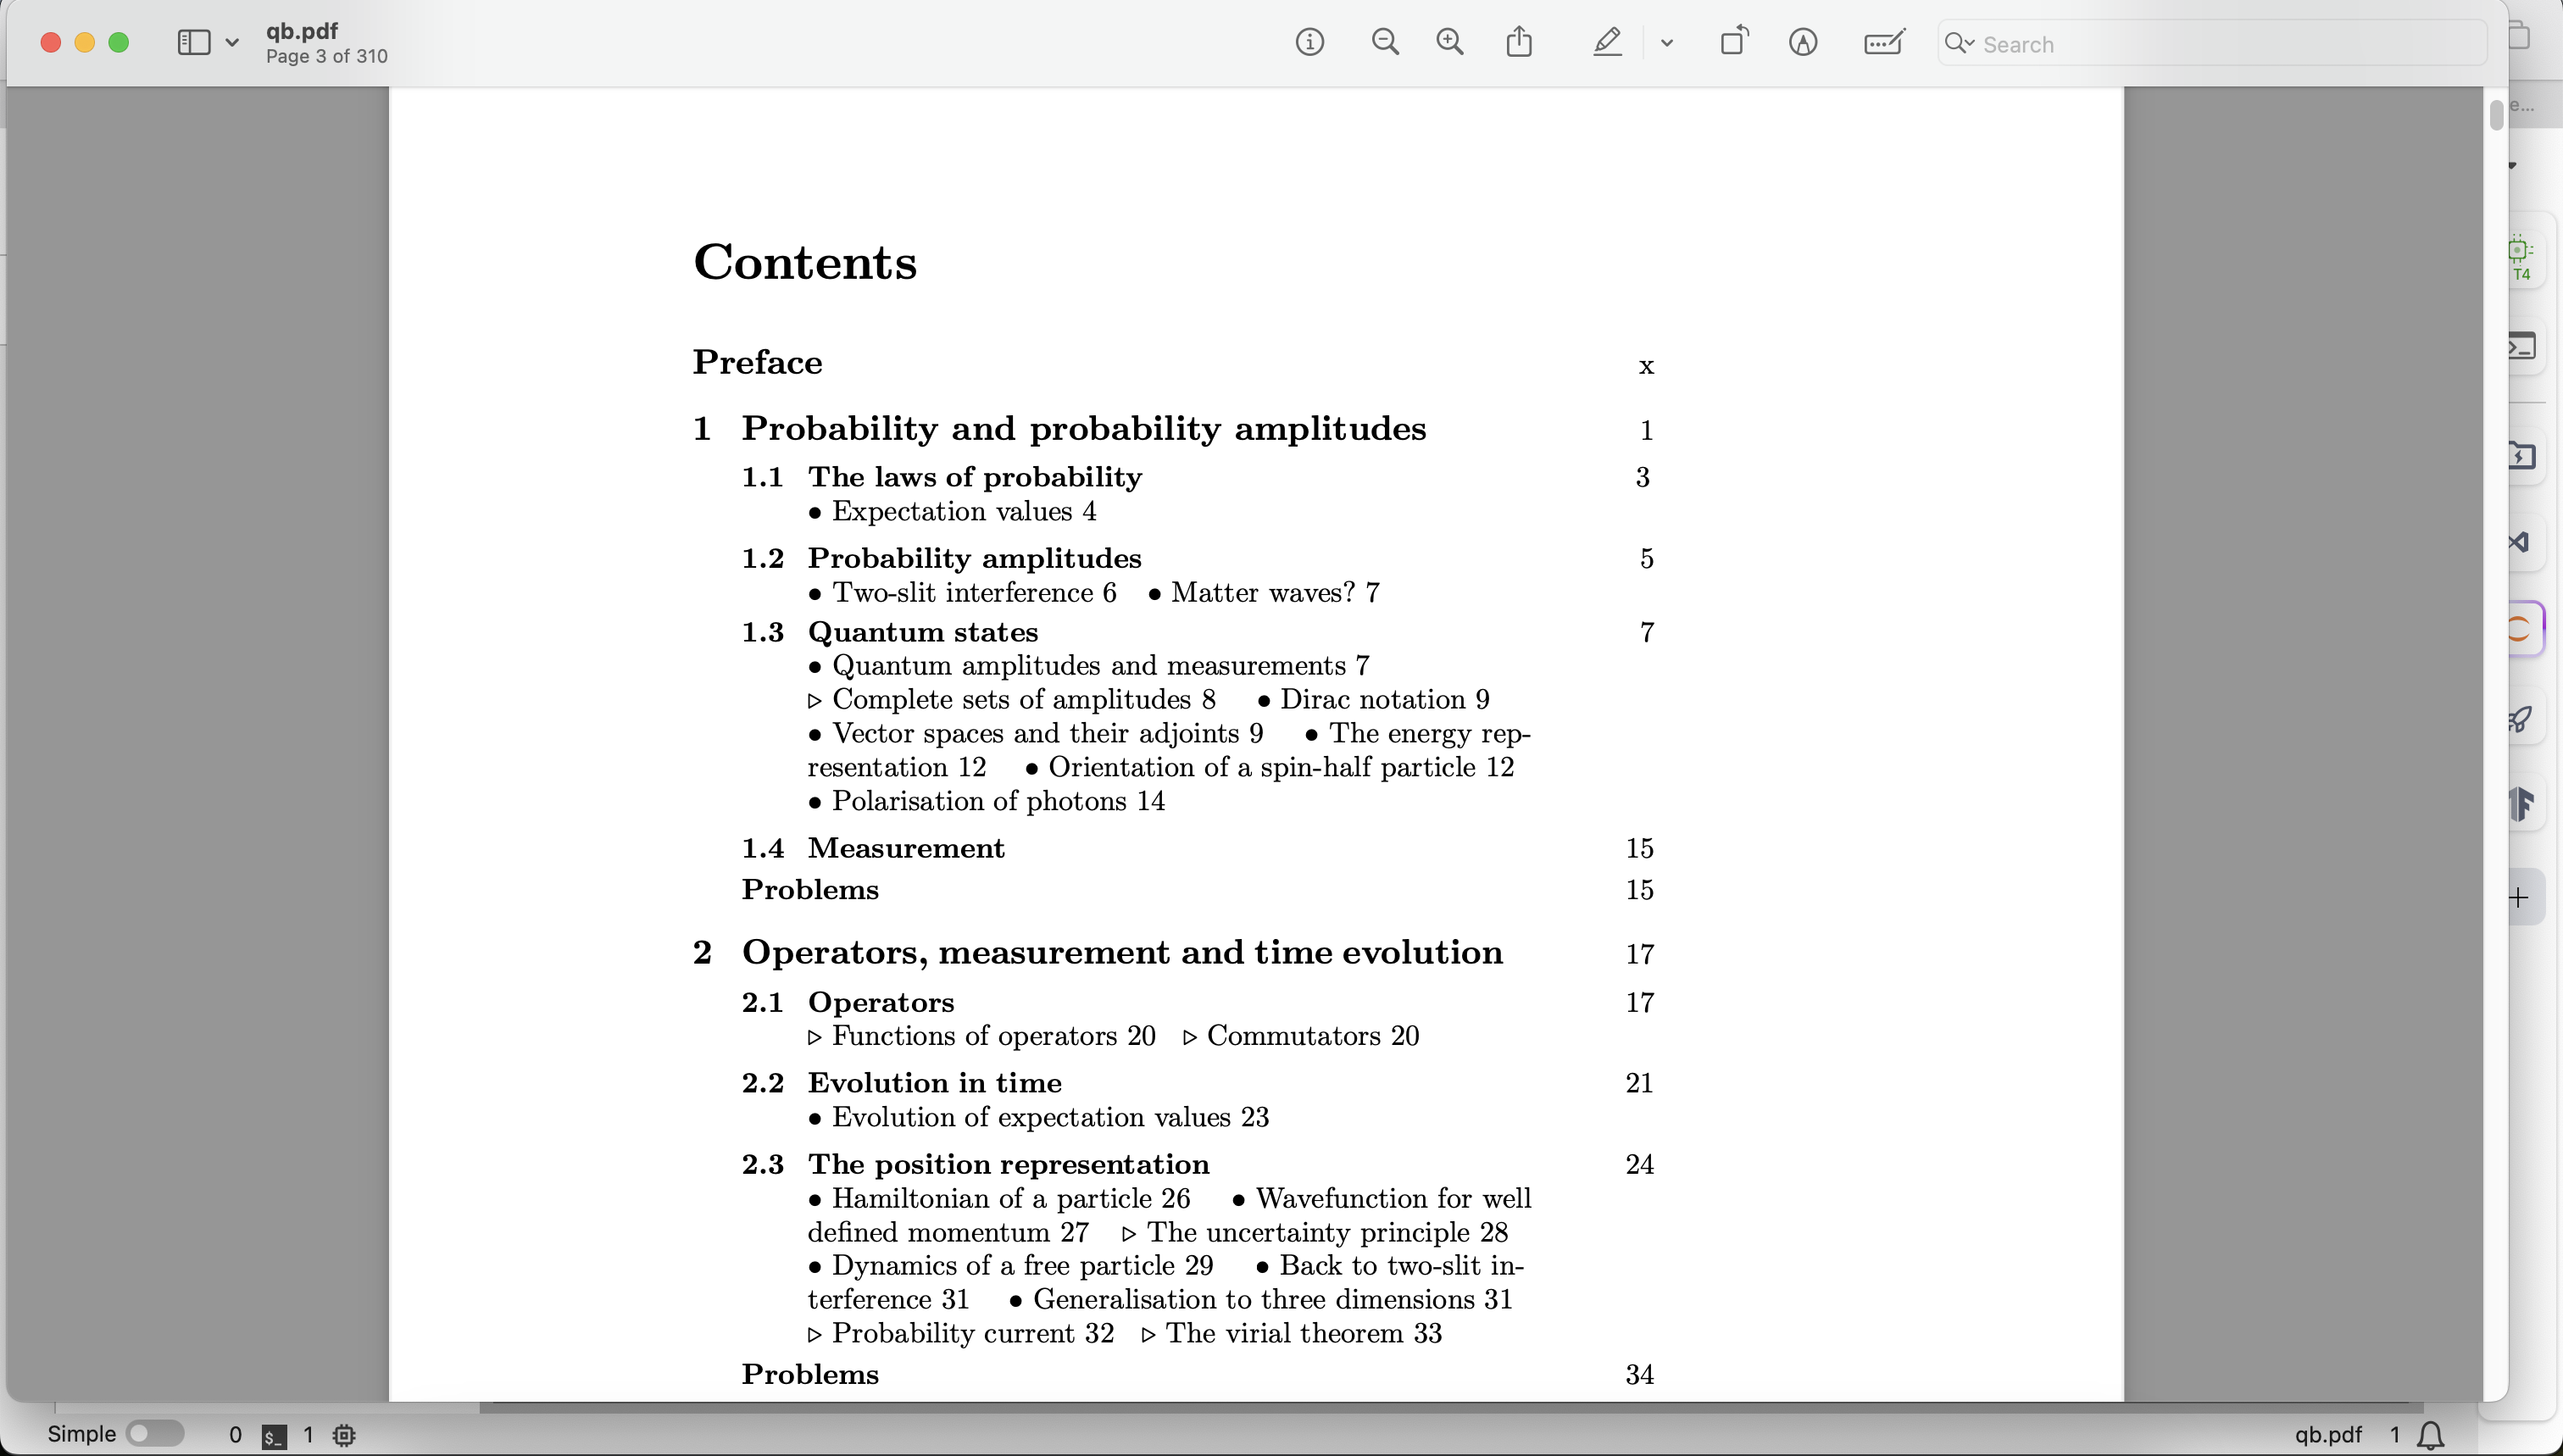 qb.pdf
Page 3 of 310
Search
e...
T4
Contents
Preface x
1 Probability and probability amplitudes 1
1.1 The laws of probability 3
• Expectation values 4
1.2 Probability amplitudes 5
• Two-slit interference 6 • Matter waves? 7
1.3 Quantum states 7
• Quantum amplitudes and measurements 7
▷ Complete sets of amplitudes 8 • Dirac notation 9
• Vector spaces and their adjoints 9 • The energy rep-
resentation 12 • Orientation of a spin-half particle 12
• Polarisation of photons 14
1.4 Measurement 15
Problems 15
2 Operators, measurement and time evolution 17
2.1 Operators 17
▷ Functions of operators 20 ▷ Commutators 20
2.2 Evolution in time 21
• Evolution of expectation values 23
2.3 The position representation 24
• Hamiltonian of a particle 26 • Wavefunction for well
defined momentum 27 ▷ The uncertainty principle 28
• Dynamics of a free particle 29 • Back to two-slit in-
terference 31 • Generalisation to three dimensions 31
▷ Probability current 32 ▷ The virial theorem 33
Problems 34
Simple 0 $_ 1 qb.pdf 1